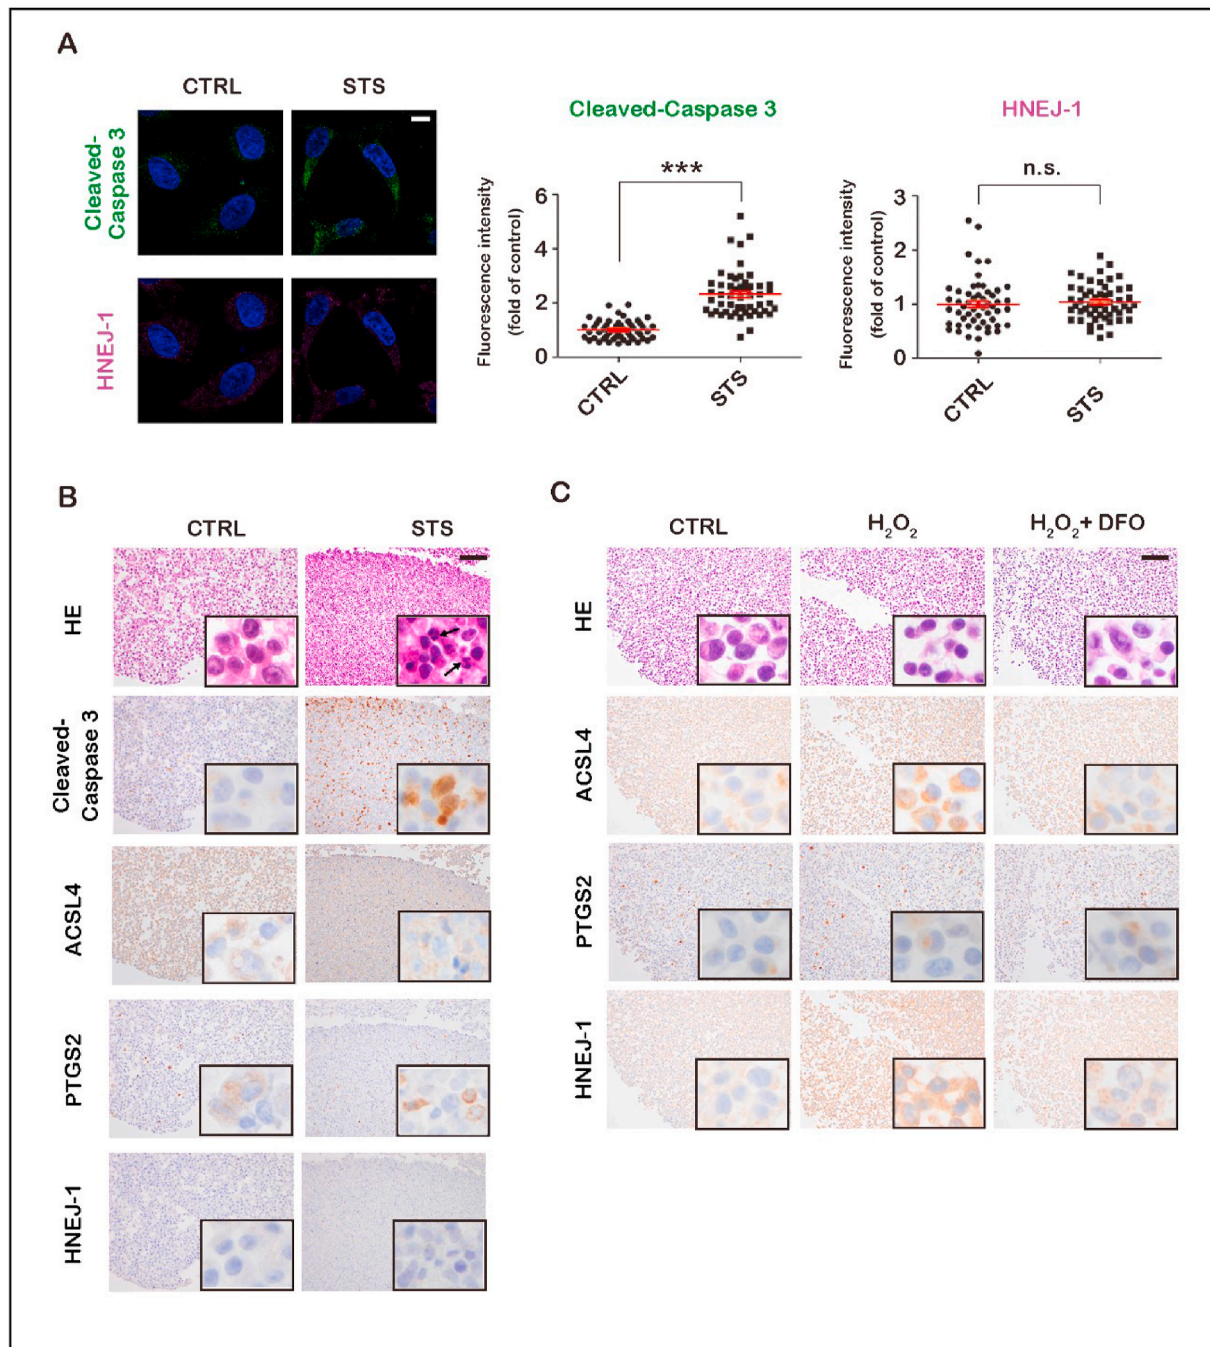 A
CTRL
STS
Cleaved-
Caspase 3
HNEJ-1
Cleaved-Caspase 3
***
Fluorescence intensity
(fold of control)
6
4
2
0
CTRL
STS
HNEJ-1
n.s.
Fluorescence intensity
(fold of control)
3
2
1
0
CTRL
STS
B
CTRL
STS
HE
Cleaved-
Caspase 3
ACSL4
PTGS2
HNEJ-1
C
CTRL
H₂O₂
H₂O₂+ DFO
HE
ACSL4
PTGS2
HNEJ-1